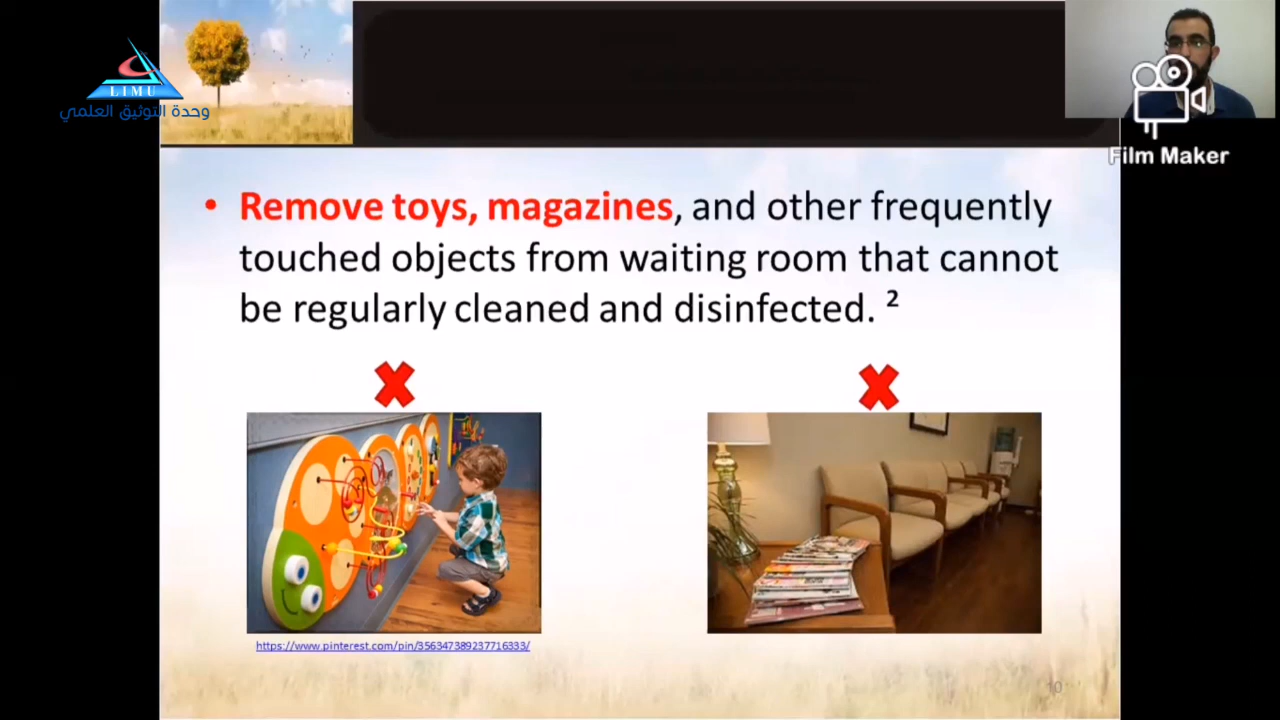 LIMU
وحدة التوثيق العلمي
Film Maker
• Remove toys, magazines, and other frequently
touched objects from waiting room that cannot
be regularly cleaned and disinfected. ²
https://www.pinterest.com/pin/356347389237716333/
10